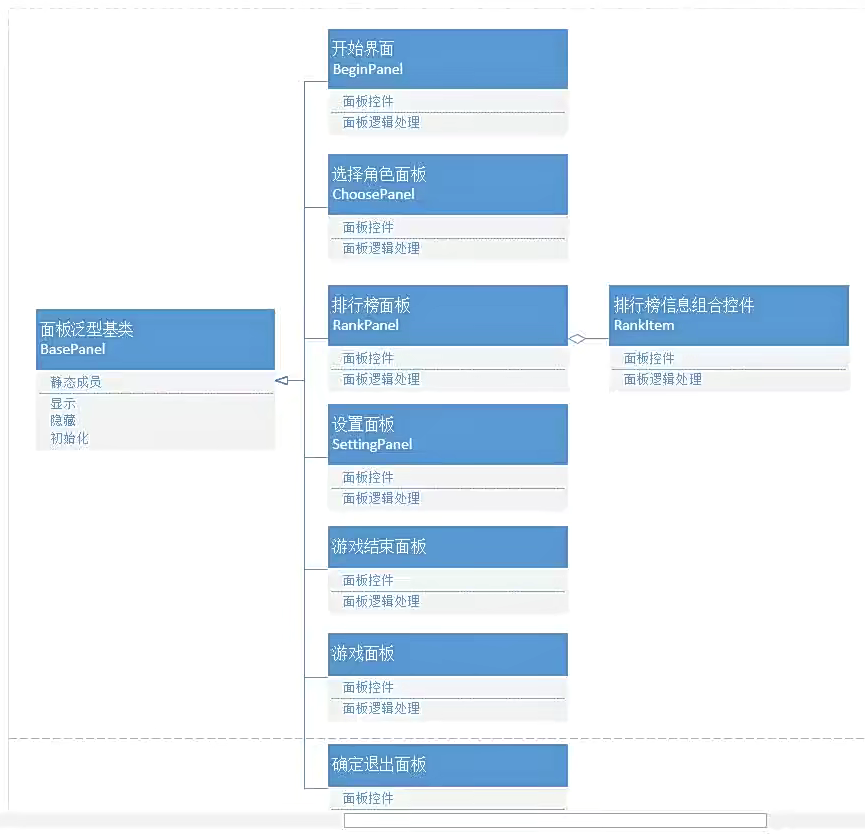 开始界面
BeginPanel
面板控件
面板逻辑处理
选择角色面板
ChoosePanel
面板控件
面板逻辑处理
排行榜面板
RankPanel
面板控件
面板逻辑处理
排行榜信息组合控件
RankItem
面板控件
面板逻辑处理
面板泛型基类
BasePanel
静态成员
显示
隐藏
初始化
设置面板
SettingPanel
面板控件
面板逻辑处理
游戏结束面板
面板控件
面板逻辑处理
游戏面板
面板控件
面板逻辑处理
确定退出面板
面板控件